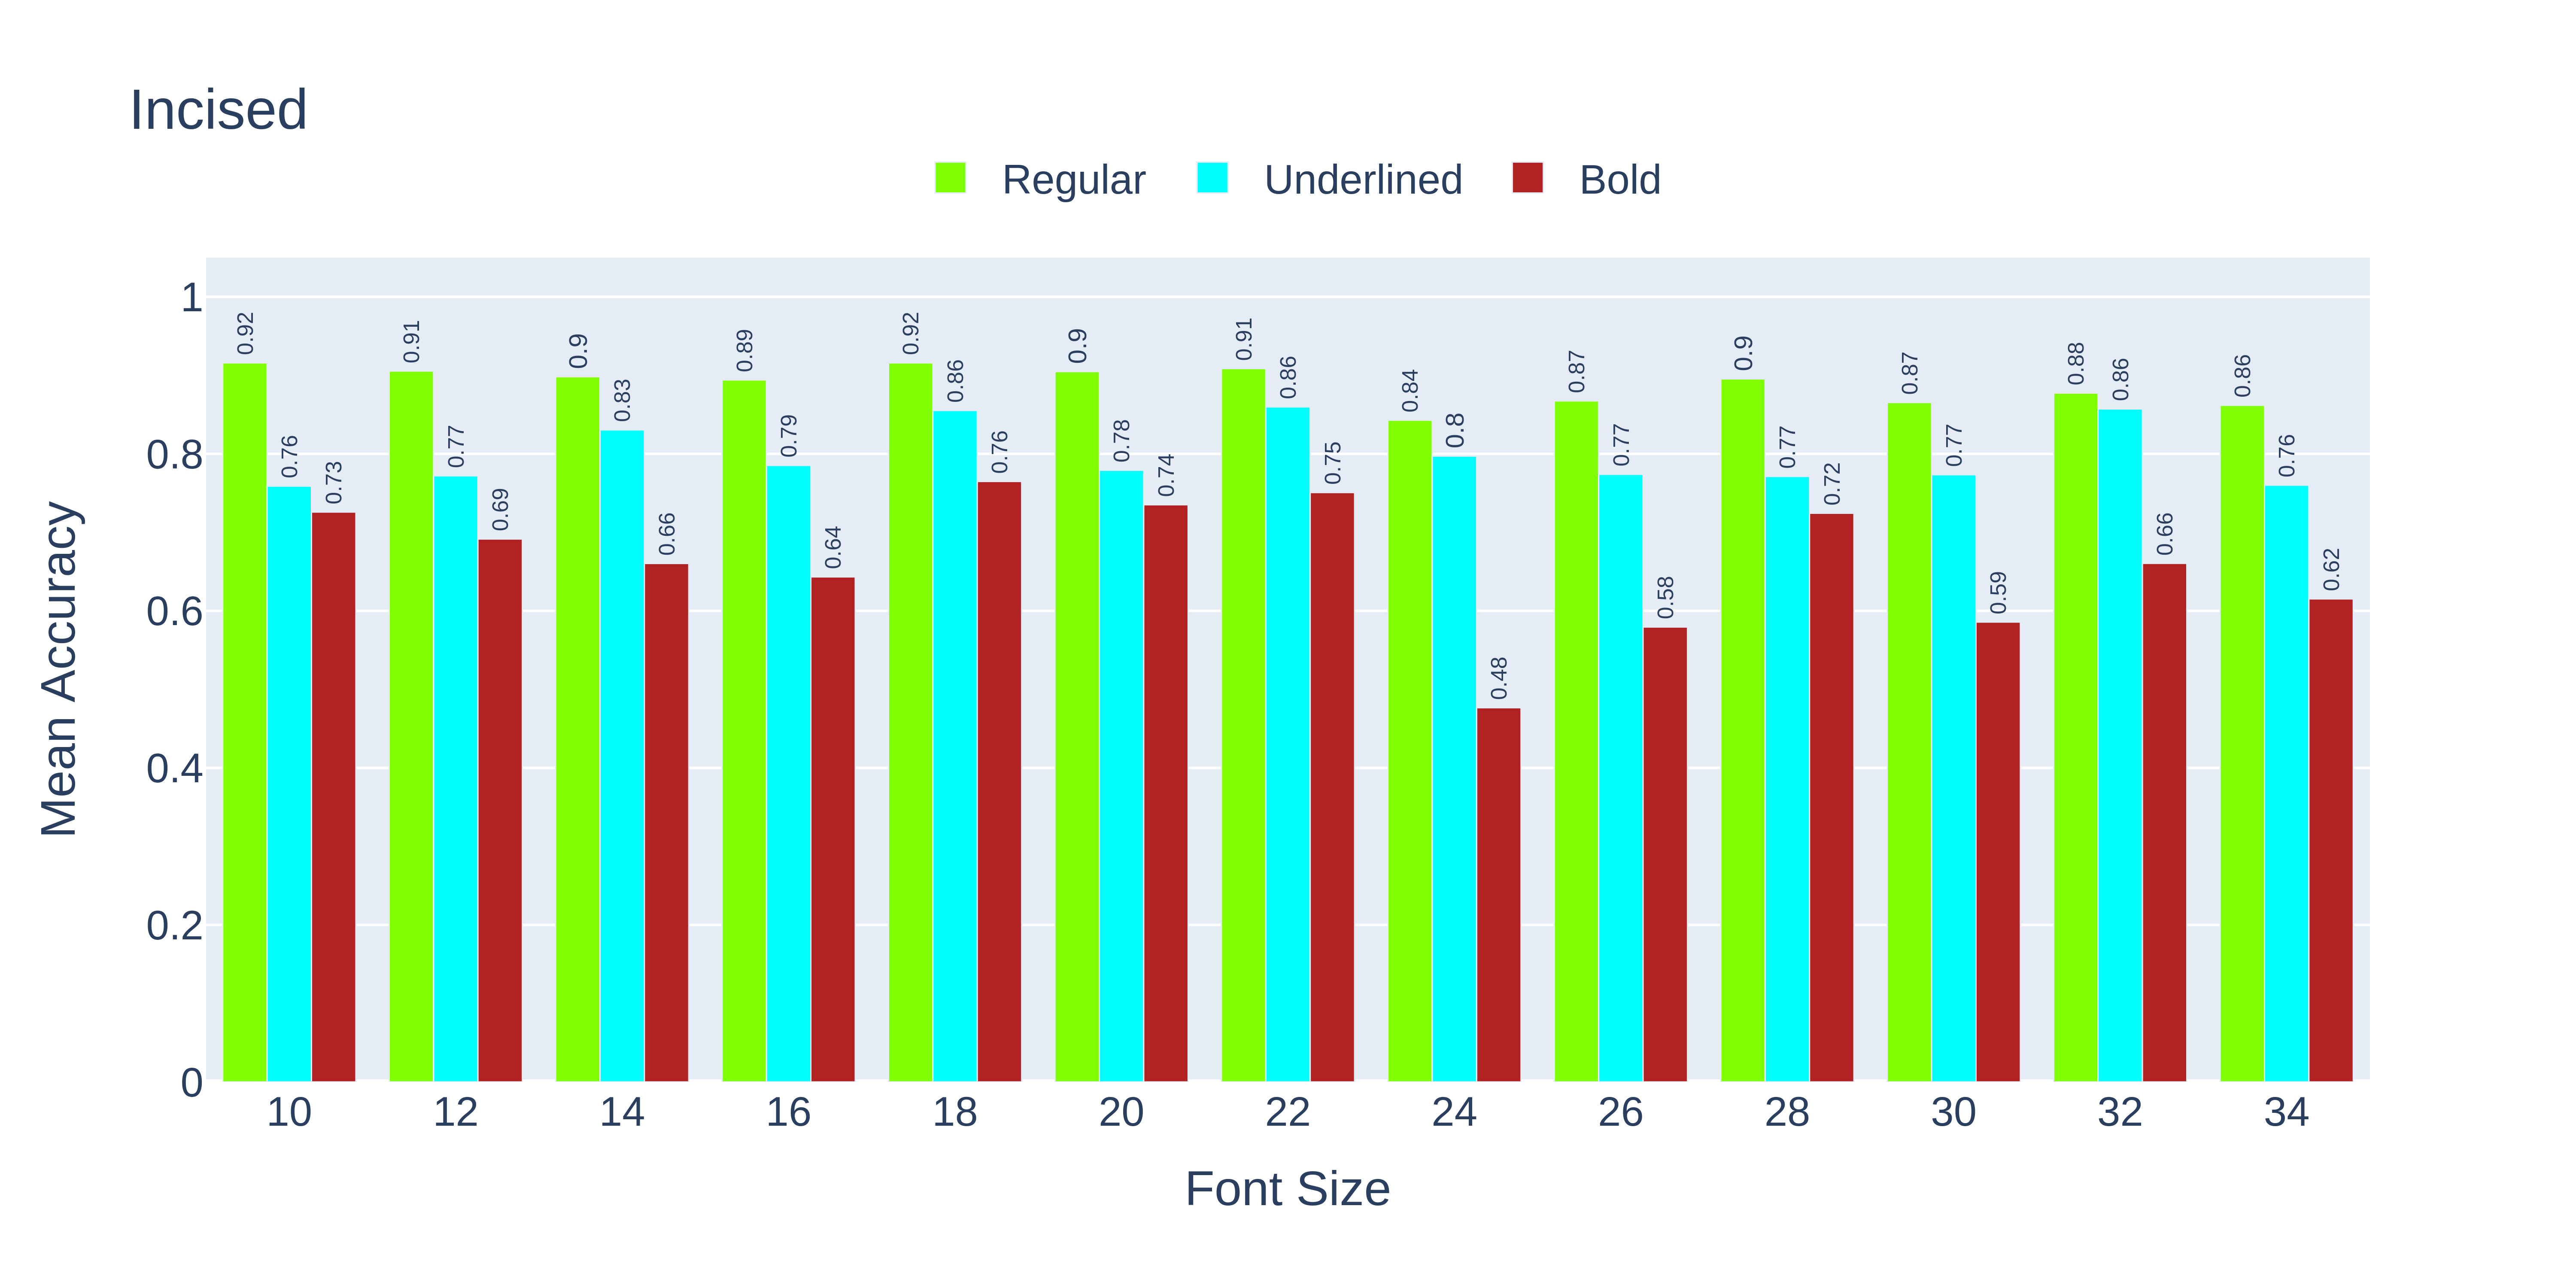 Incised
Regular Underlined Bold
Mean Accuracy
1
0.8
0.6
0.4
0.2
0
0.92 0.76 0.73
0.91 0.77 0.69
0.9 0.83 0.66
0.89 0.79 0.64
0.92 0.86 0.76
0.9 0.78 0.74
0.91 0.86 0.75
0.84 0.8 0.48
0.87 0.77 0.58
0.9 0.77 0.72
0.87 0.77 0.59
0.88 0.86 0.66
0.86 0.76 0.62
10 12 14 16 18 20 22 24 26 28 30 32 34
Font Size